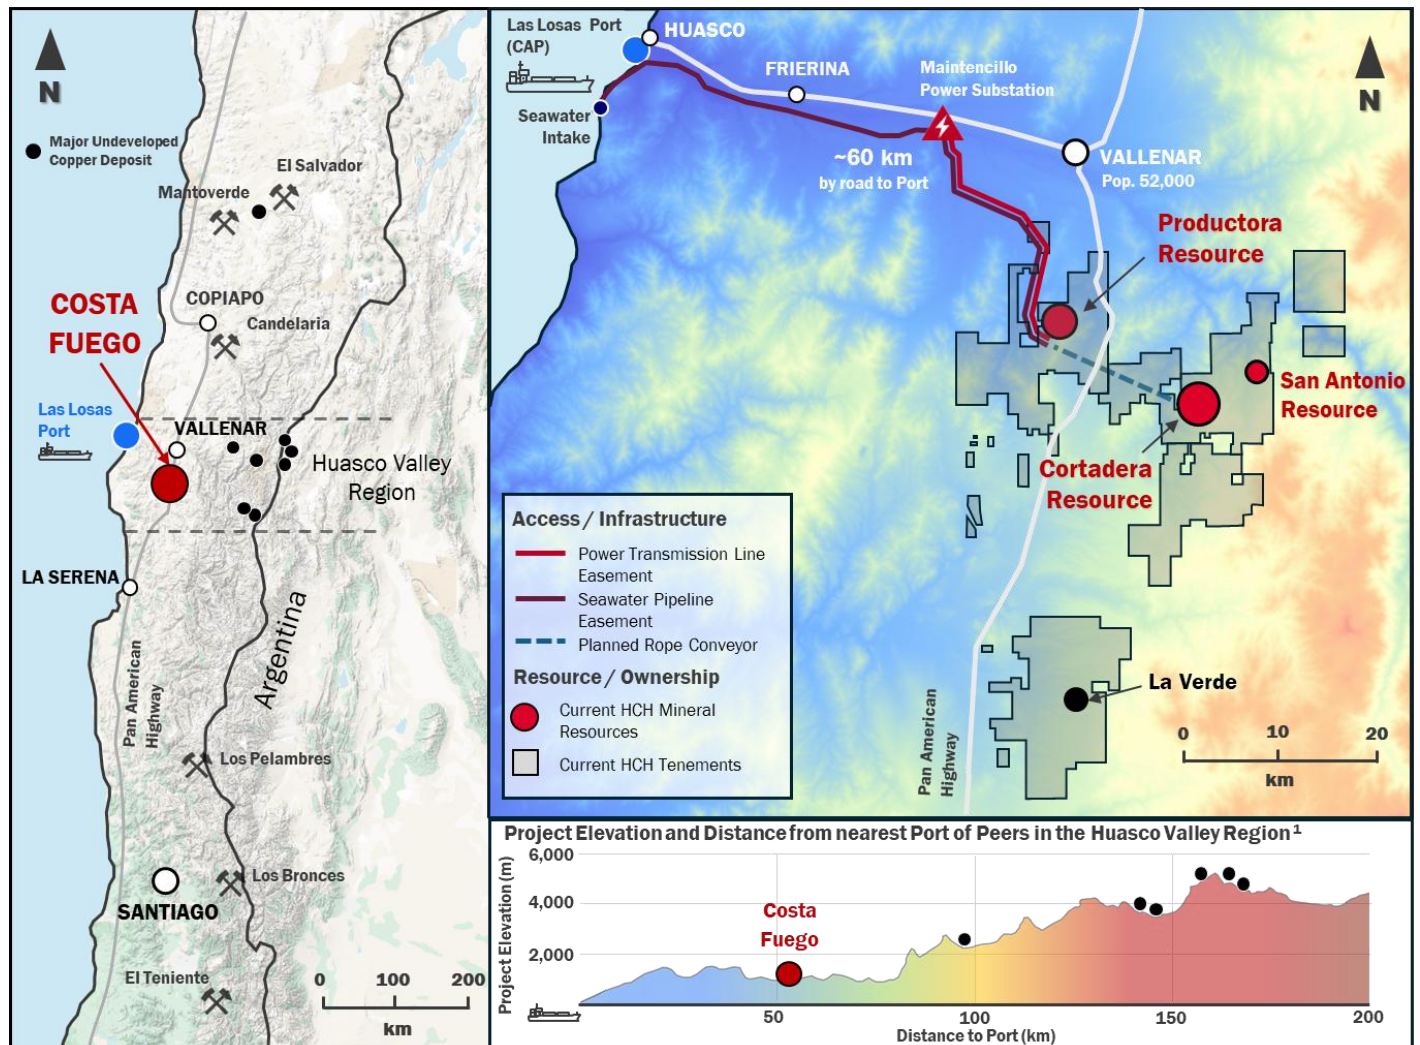 N
Major Undeveloped
Copper Deposit
El Salvador
Mantoverde
COSTA
FUEGO
COPIAPO
Candelaria
Las Losas
Port
VALLENAR
Huasco Valley
Region
LA SERENA
Argentina
Pan American
Highway
Los Pelambres
Los Bronces
SANTIAGO
El Teniente
0 100 200
km
Las Losas Port
(CAP)
HUASCO
Seawater
Intake
FRIERINA
Maintencillo
Power Substation
N
~60 km
by road to Port
VALLENAR
Pop. 52,000
Productora
Resource
San Antonio
Resource
Cortadera
Resource
Access / Infrastructure
Power Transmission Line
Easement
Seawater Pipeline
Easement
Planned Rope Conveyor
Resource / Ownership
Current HCH Mineral
Resources
Current HCH Tenements
Pan American
Highway
La Verde
0 10 20
km
Project Elevation and Distance from nearest Port of Peers in the Huasco Valley Region 1
Project Elevation (m)
6,000
4,000
2,000
Costa
Fuego
50 100 150 200
Distance to Port (km)